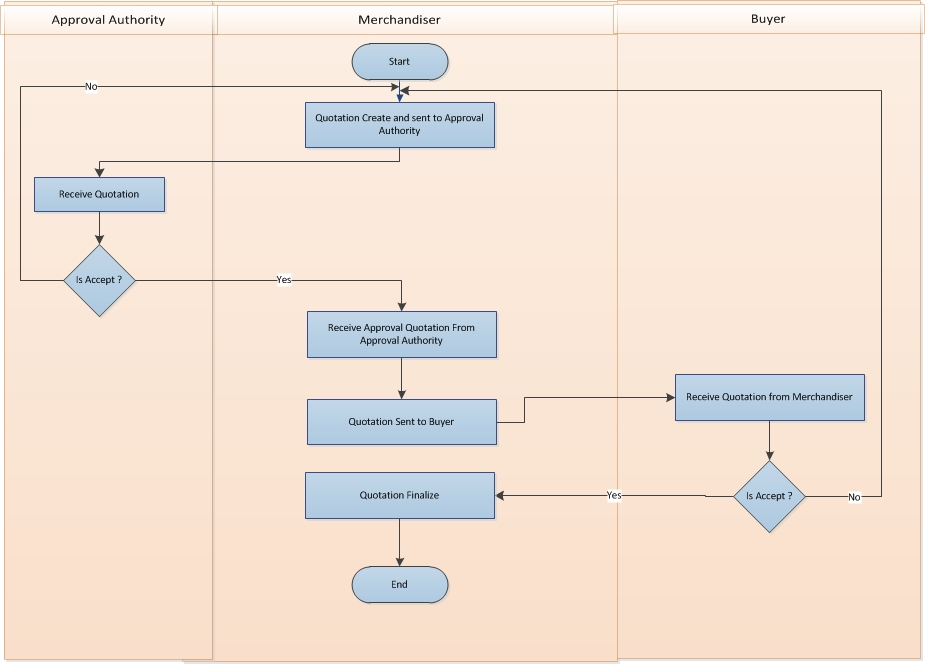 Approval Authority
Merchandiser
Buyer
Start
No
Quotation Create and sent to Approval
Authority
Receive Quotation
Is Accept ?
Yes
Receive Approval Quotation From
Approval Authority
Quotation Sent to Buyer
Receive Quotation from Merchandiser
Is Accept ?
No
Yes
Quotation Finalize
End